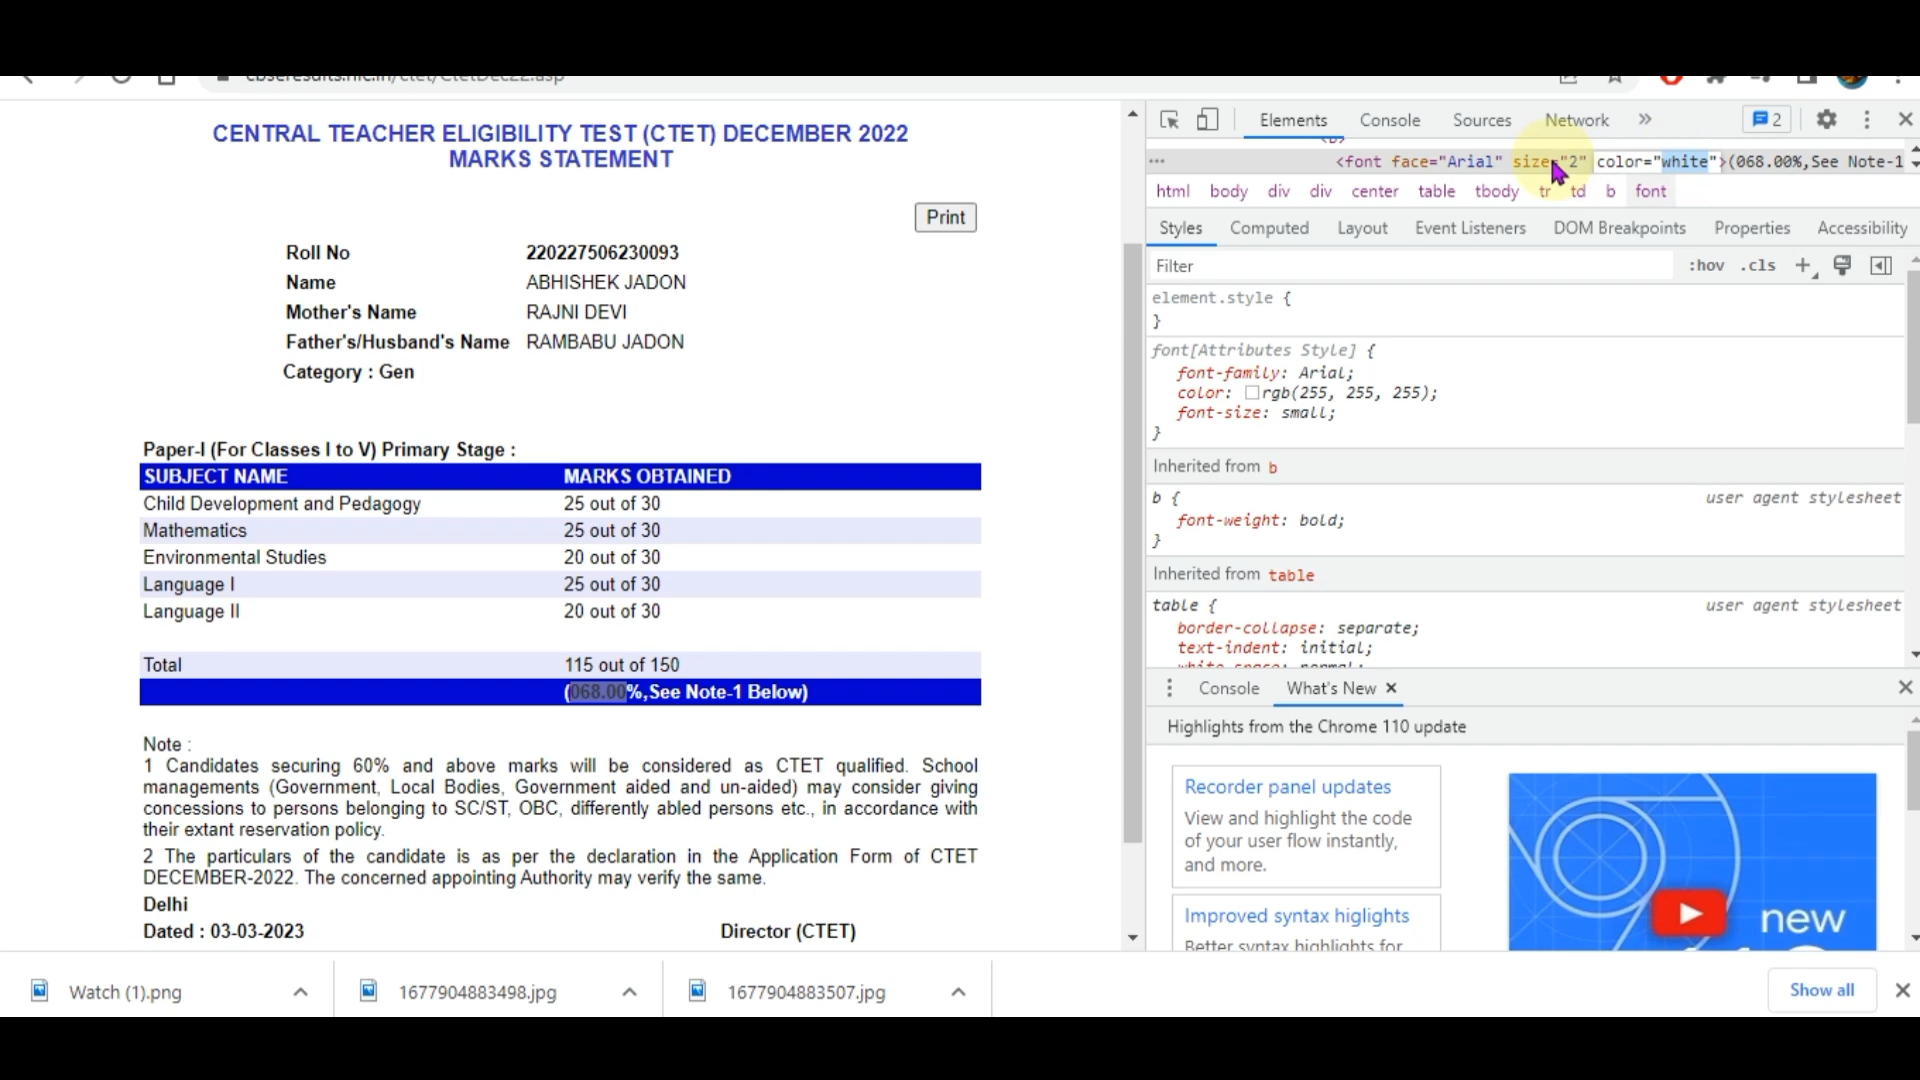 cbseresults.nic.in/ctet/CtetDec22.asp
CENTRAL TEACHER ELIGIBILITY TEST (CTET) DECEMBER 2022
MARKS STATEMENT
Print
Roll No 220227506230093
Name ABHISHEK JADON
Mother's Name RAJNI DEVI
Father's/Husband's Name RAMBABU JADON
Category : Gen
Paper-I (For Classes I to V) Primary Stage :
SUBJECT NAME MARKS OBTAINED
Child Development and Pedagogy 25 out of 30
Mathematics 25 out of 30
Environmental Studies 20 out of 30
Language I 25 out of 30
Language II 20 out of 30
Total 115 out of 150
(068.00%,See Note-1 Below)
Note :
1 Candidates securing 60% and above marks will be considered as CTET qualified. School
managements (Government, Local Bodies, Government aided and un-aided) may consider giving
concessions to persons belonging to SC/ST, OBC, differently abled persons etc., in accordance with
their extant reservation policy.
2 The particulars of the candidate is as per the declaration in the Application Form of CTET
DECEMBER-2022. The concerned appointing Authority may verify the same.
Delhi
Dated : 03-03-2023 Director (CTET)
Elements Console Sources Network » 2
<b>
··· <font face="Arial" size="2" color="white">(068.00%,See Note-1
html body div div center table tbody tr td b font
Styles Computed Layout Event Listeners DOM Breakpoints Properties Accessibility
Filter :hov .cls +
element.style {
}
font[Attributes Style] {
font-family: Arial;
color: rgb(255, 255, 255);
font-size: small;
}
Inherited from b
b { user agent stylesheet
font-weight: bold;
}
Inherited from table
table { user agent stylesheet
border-collapse: separate;
text-indent: initial;
white-space: normal;
Console What's New ×
Highlights from the Chrome 110 update
Recorder panel updates
View and highlight the code
of your user flow instantly,
and more.
Improved syntax higlights
Better syntax highlights for
new
Watch (1).png 1677904883498.jpg 1677904883507.jpg Show all